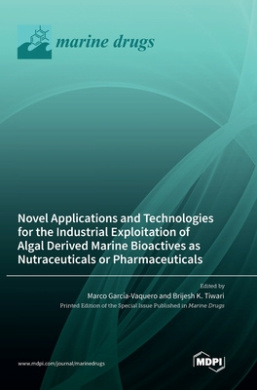 marine drugs
Novel Applications and Technologies
for the Industrial Exploitation of
Algal Derived Marine Bioactives as
Nutraceuticals or Pharmaceuticals
Edited by
Marco García-Vaquero and Brijesh K. Tiwari
Printed Edition of the Special Issue Published in Marine Drugs
www.mdpi.com/journal/marinedrugs
MDPI